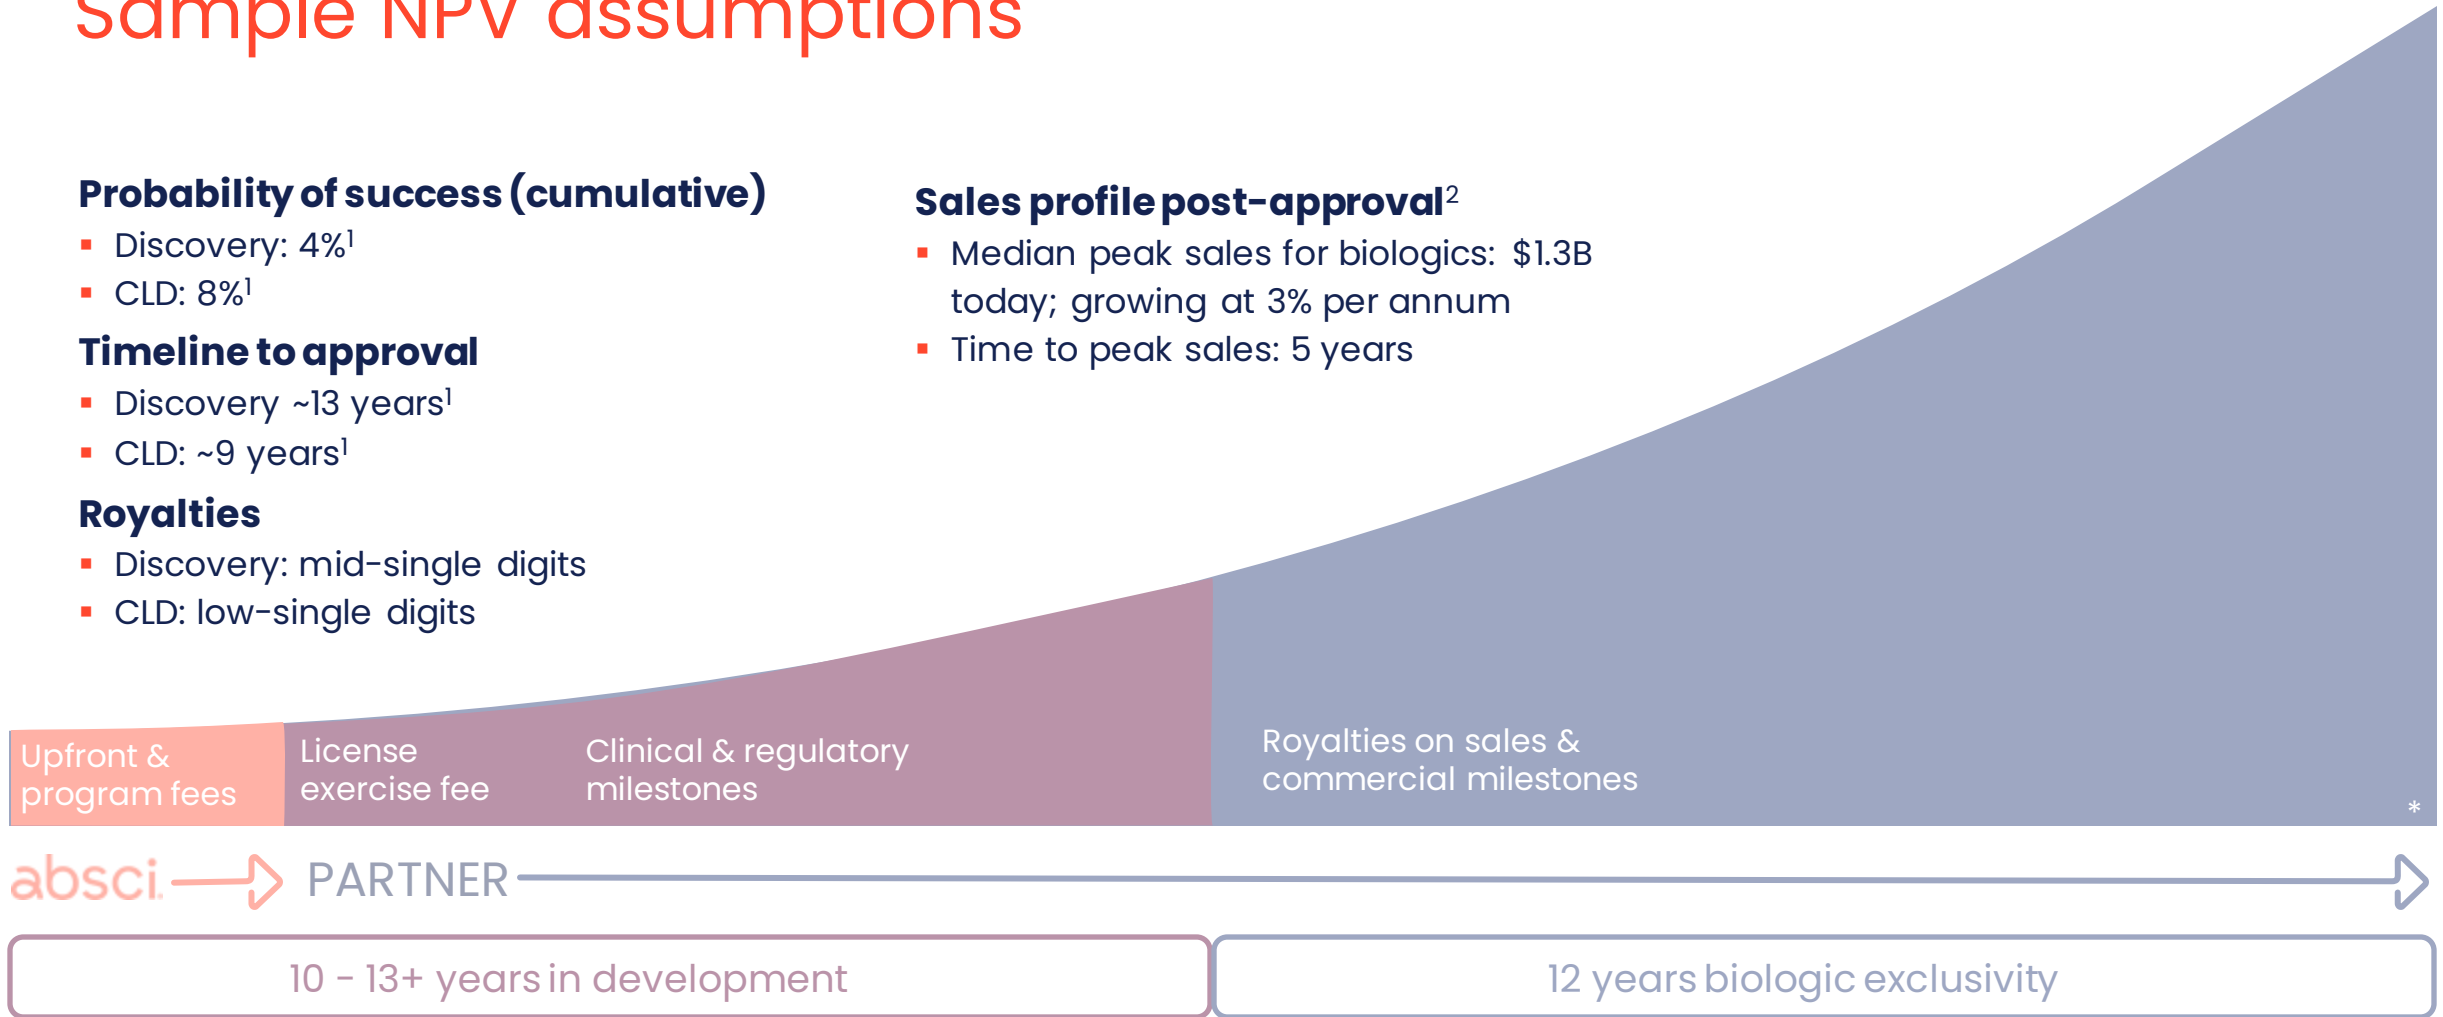 Sample NPV assumptions
Probability of success (cumulative)
▪ Discovery: 4%¹
▪ CLD: 8%¹
Timeline to approval
▪ Discovery ~13 years¹
▪ CLD: ~9 years¹
Royalties
▪ Discovery: mid-single digits
▪ CLD: low-single digits
Sales profile post-approval²
▪ Median peak sales for biologics: $1.3B
today; growing at 3% per annum
▪ Time to peak sales: 5 years
Upfront &
program fees
License
exercise fee
Clinical & regulatory
milestones
Royalties on sales &
commercial milestones
*
absci.
PARTNER
10 - 13+ years in development
12 years biologic exclusivity